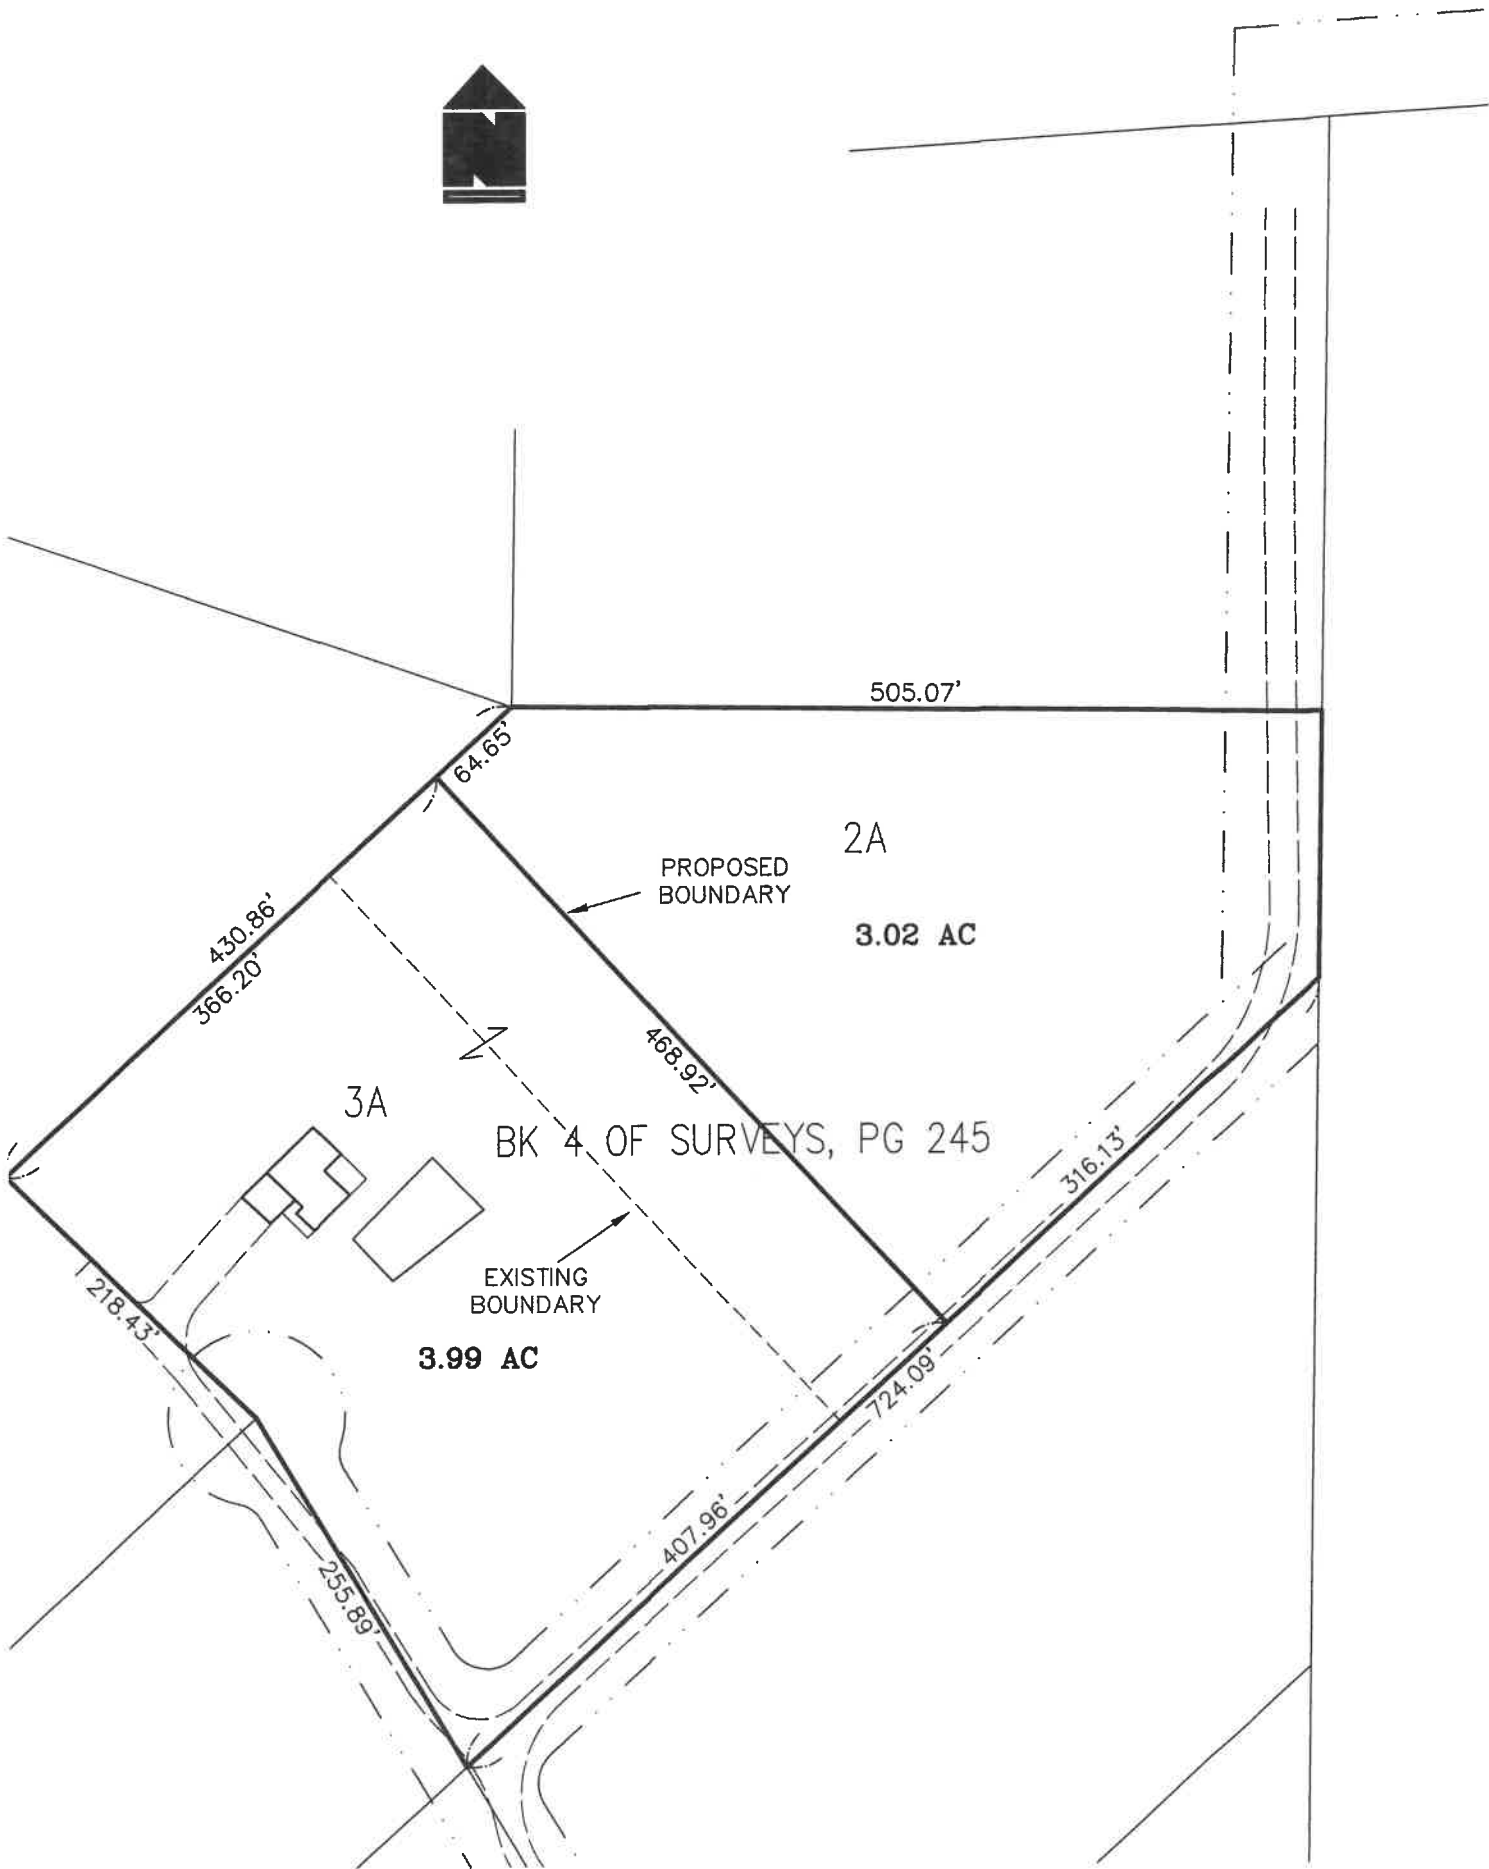 N
505.07'
64.65'
2A
PROPOSED
BOUNDARY
3.02 AC
430.86'
366.20'
468.92'
3A
BK 4 OF SURVEYS, PG 245
316.13'
EXISTING
BOUNDARY
218.43'
3.99 AC
724.09'
407.96'
255.89'